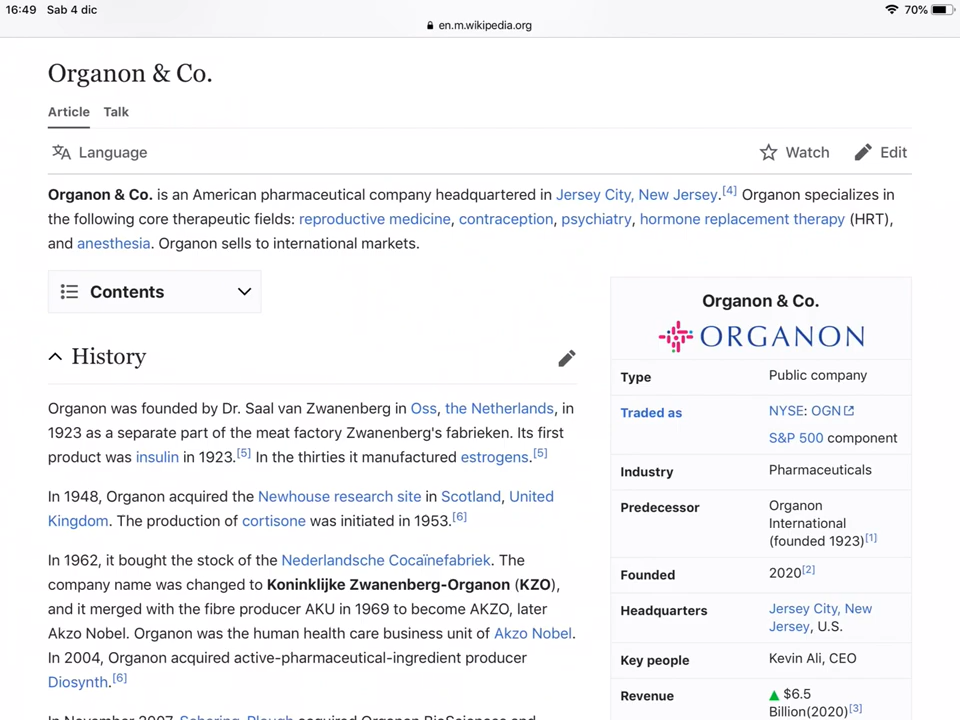 16:49 Sab 4 dic
70%
en.m.wikipedia.org
Organon & Co.
Article Talk
Language
Watch Edit
Organon & Co. is an American pharmaceutical company headquartered in Jersey City, New Jersey.[4] Organon specializes in
the following core therapeutic fields: reproductive medicine, contraception, psychiatry, hormone replacement therapy (HRT),
and anesthesia. Organon sells to international markets.
Contents
History
Organon was founded by Dr. Saal van Zwanenberg in Oss, the Netherlands, in
1923 as a separate part of the meat factory Zwanenberg's fabrieken. Its first
product was insulin in 1923.[5] In the thirties it manufactured estrogens.[5]
In 1948, Organon acquired the Newhouse research site in Scotland, United
Kingdom. The production of cortisone was initiated in 1953.[6]
In 1962, it bought the stock of the Nederlandsche Cocaïnefabriek. The
company name was changed to Koninklijke Zwanenberg-Organon (KZO),
and it merged with the fibre producer AKU in 1969 to become AKZO, later
Akzo Nobel. Organon was the human health care business unit of Akzo Nobel.
In 2004, Organon acquired active-pharmaceutical-ingredient producer
Diosynth.[6]
In November 2007, Schering-Plough acquired Organon BioSciences and
Organon & Co.
ORGANON
Type Public company
Traded as NYSE: OGN
S&P 500 component
Industry Pharmaceuticals
Predecessor Organon
International
(founded 1923)[1]
Founded 2020[2]
Headquarters Jersey City, New
Jersey, U.S.
Key people Kevin Ali, CEO
Revenue ▲ $6.5
Billion(2020)[3]